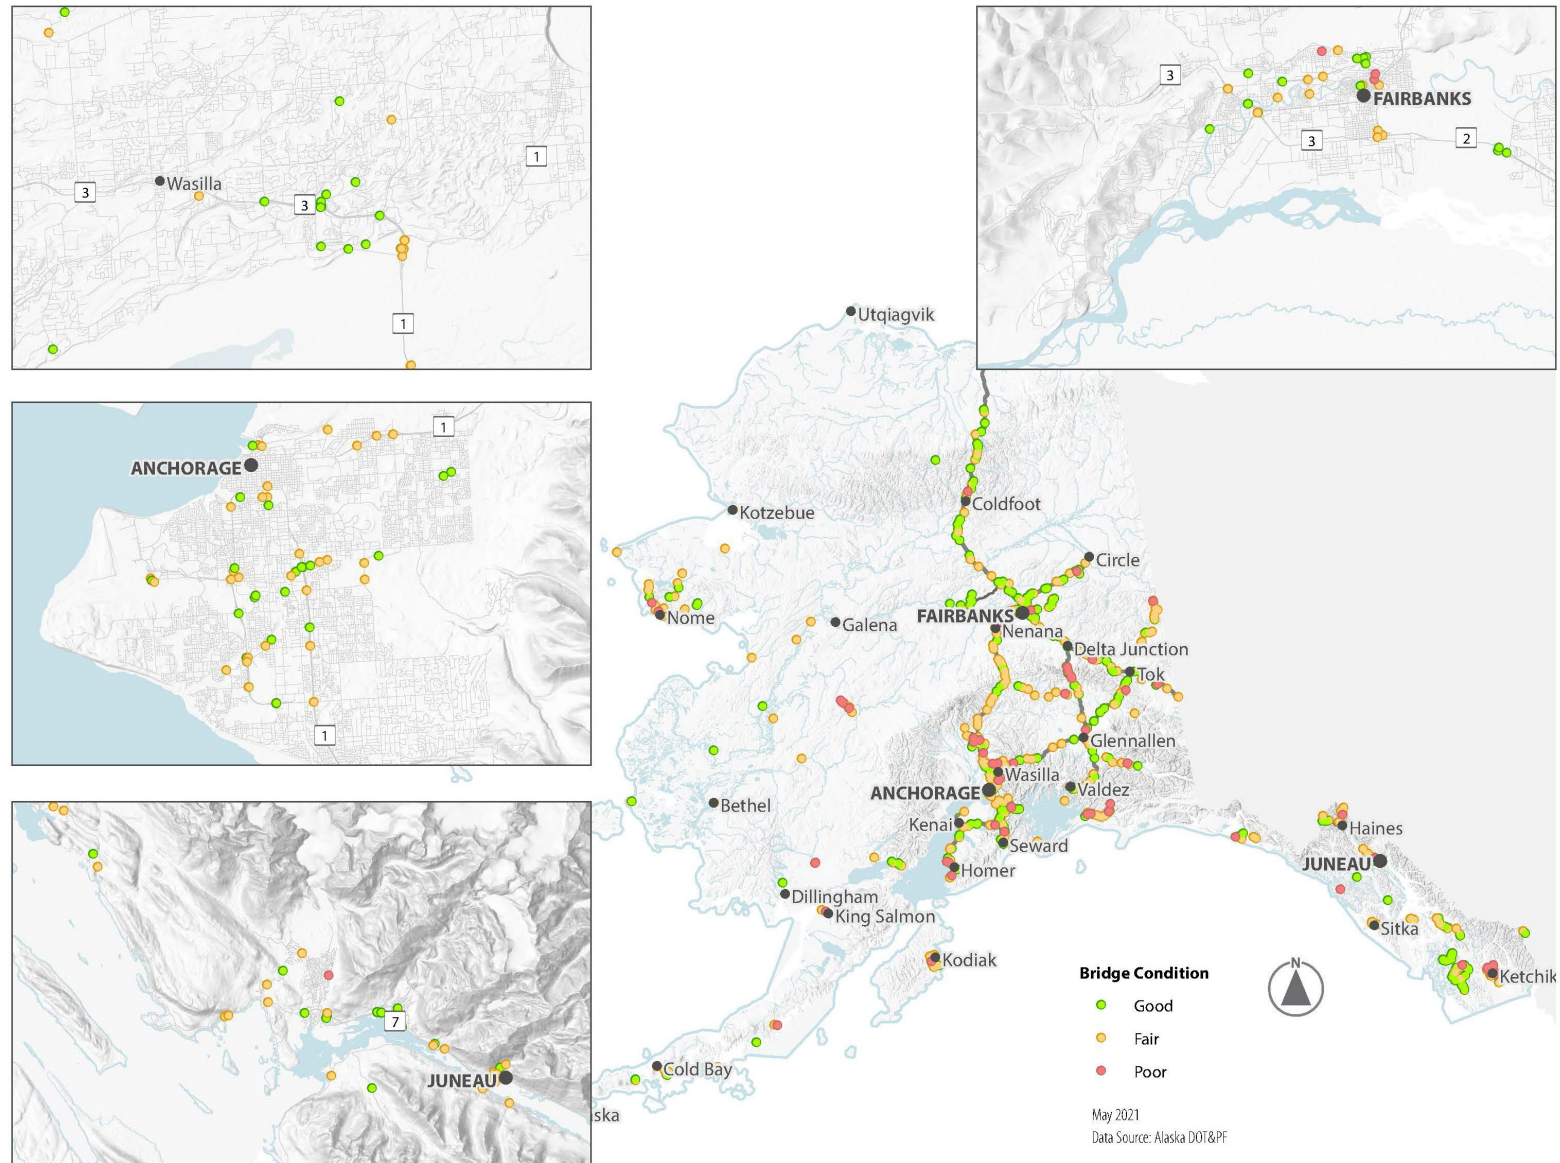 Wasilla
3
3
1
1
3
FAIRBANKS
3
2
Utqiagvik
ANCHORAGE
1
1
Kotzebue
Coldfoot
Circle
Nome
Galena
FAIRBANKS
Nenana
Delta Junction
Tok
Glennallen
Wasilla
ANCHORAGE
Valdez
Bethel
Kenai
Seward
Homer
Haines
JUNEAU
Dillingham
King Salmon
Sitka
Kodiak
Ketchik
7
JUNEAU
Cold Bay
ska
Bridge Condition
Good
Fair
Poor
N
May 2021
Data Source: Alaska DOT&PF